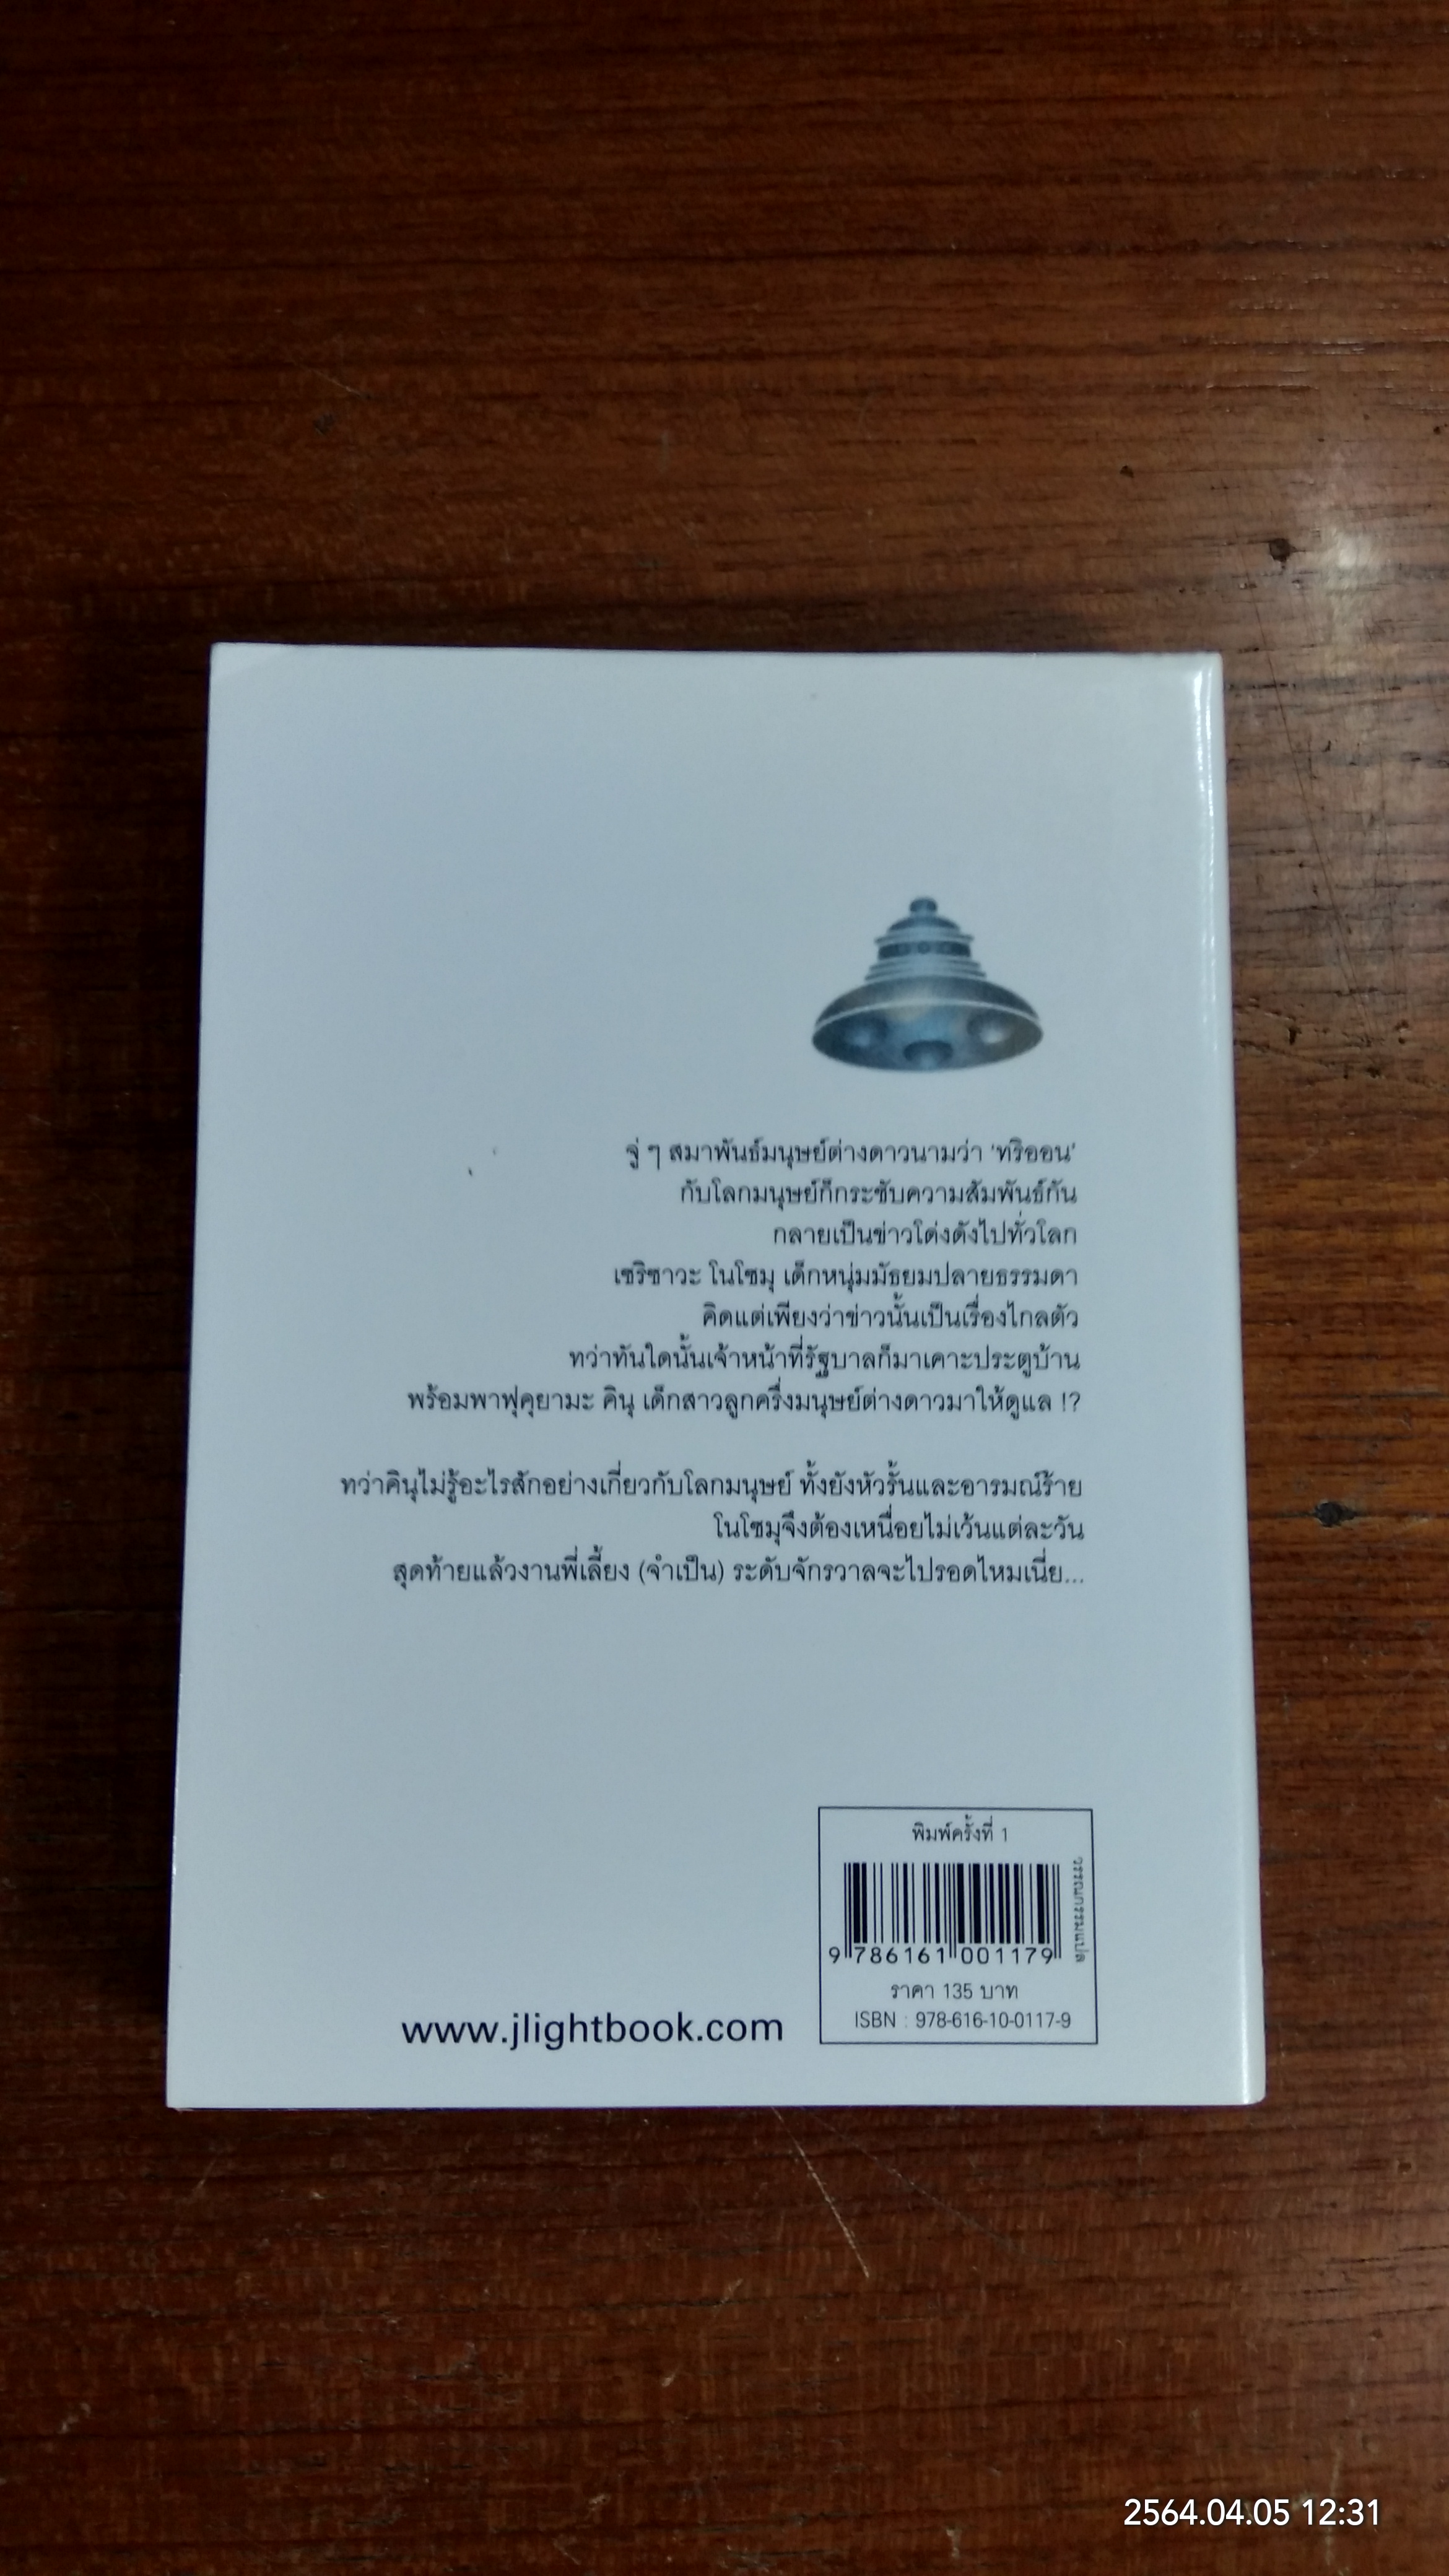 จู่ ๆ สมาพันธ์มนุษย์ต่างดาวนามว่า ‘ทริออน’
กับโลกมนุษย์ก็กระชับความสัมพันธ์กัน
กลายเป็นข่าวโด่งดังไปทั่วโลก
เซริซาวะ โนโซมุ เด็กหนุ่มมัธยมปลายธรรมดา
คิดแต่เพียงว่าข่าวนั้นเป็นเรื่องไกลตัว
ทว่าทันใดนั้นเจ้าหน้าที่รัฐบาลก็มาเคาะประตูบ้าน
พร้อมพาฟุคุยามะ คินุ เด็กสาวลูกครึ่งมนุษย์ต่างดาวมาให้ดูแล !?
ทว่าคินุไม่รู้อะไรสักอย่างเกี่ยวกับโลกมนุษย์ ทั้งยังหัวรั้นและอารมณ์ร้าย
โนโซมุจึงต้องเหนื่อยไม่เว้นแต่ละวัน
สุดท้ายแล้วงานพี่เลี้ยง (จำเป็น) ระดับจักรวาลจะไปรอดไหมเนี่ย...
พิมพ์ครั้งที่ 1
วรรณกรรมแปล
9 786161 001179
ราคา 135 บาท
ISBN : 978-616-10-0117-9
www.jlightbook.com
2564.04.05 12:31